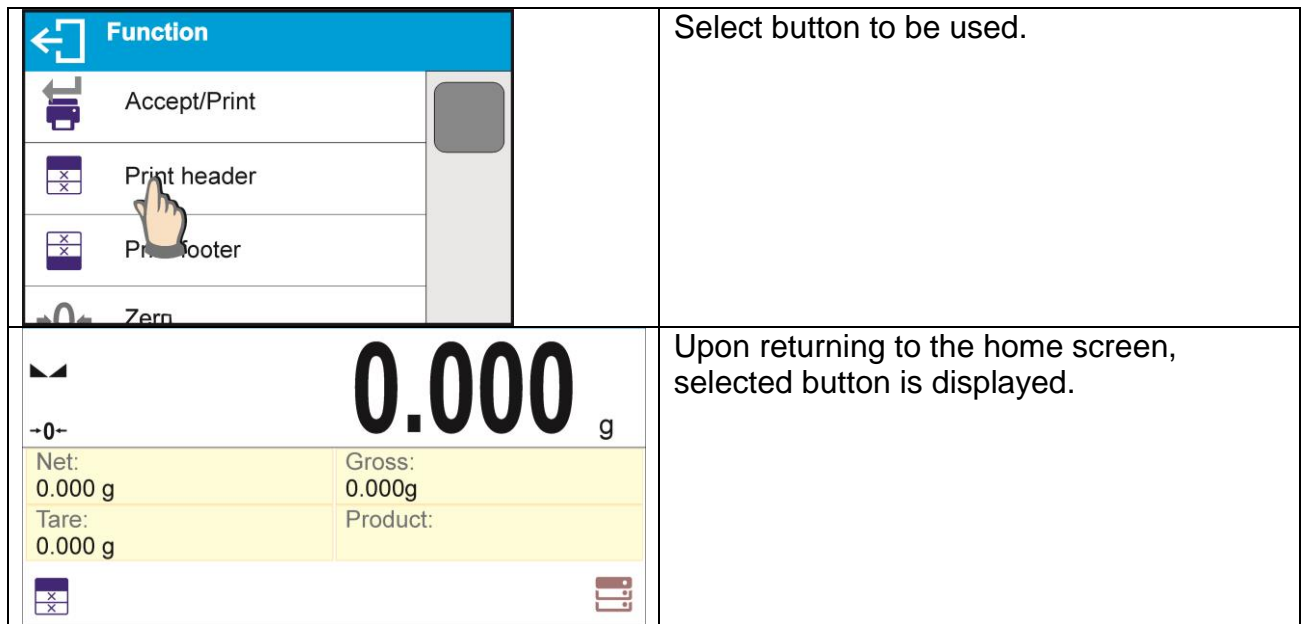 Function
Select button to be used.
Accept/Print
Print header
footer
0.000 g
Upon returning to the home screen,
selected button is displayed.
→0←
Net:
0.000 g
Gross:
0.000g
Tare:
0.000 g
Product: